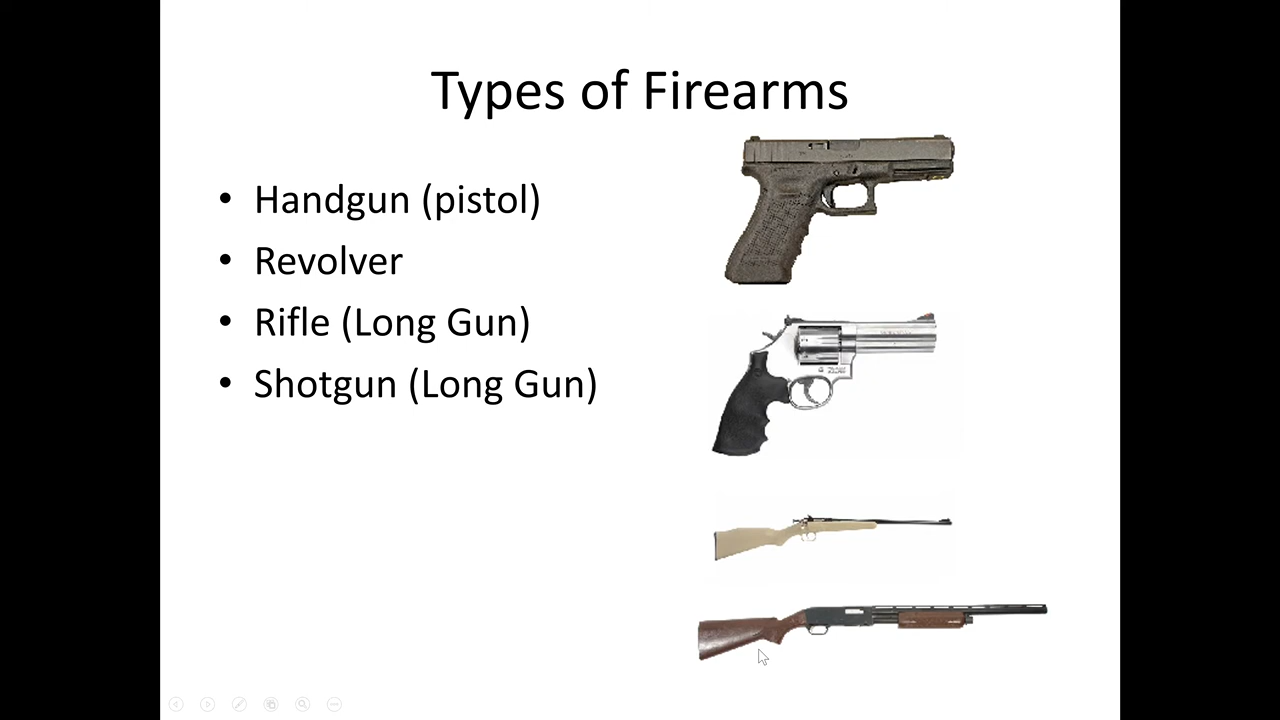 Types of Firearms
• Handgun (pistol)
• Revolver
• Rifle (Long Gun)
• Shotgun (Long Gun)